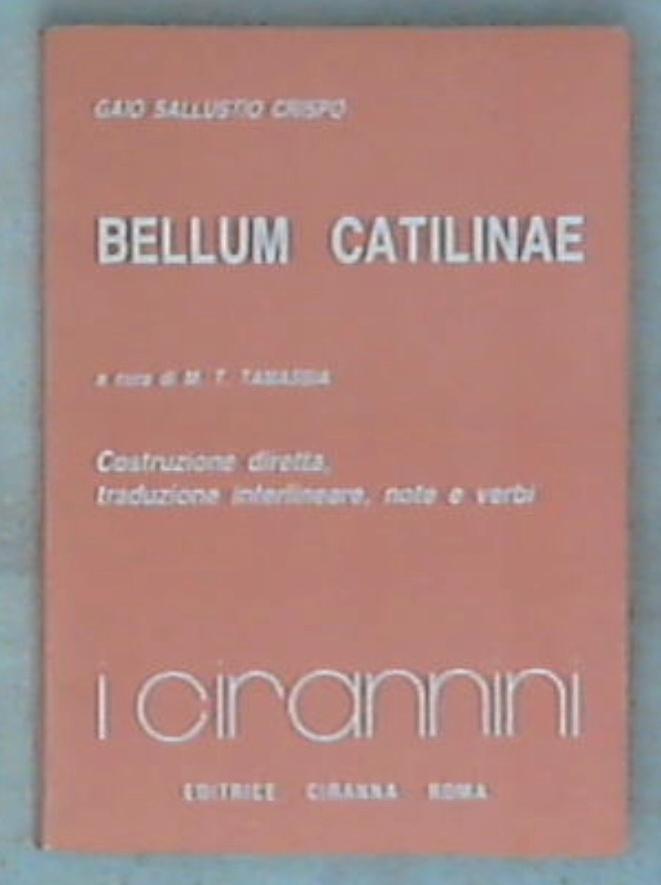 GAIO SALLUSTIO CRISPO
BELLUM CATILINAE
a cura di M. T. TAMASSIA
Costruzione diretta,
traduzione interlineare, note e verbi
i cirannini
EDITRICE CIRANNA ROMA